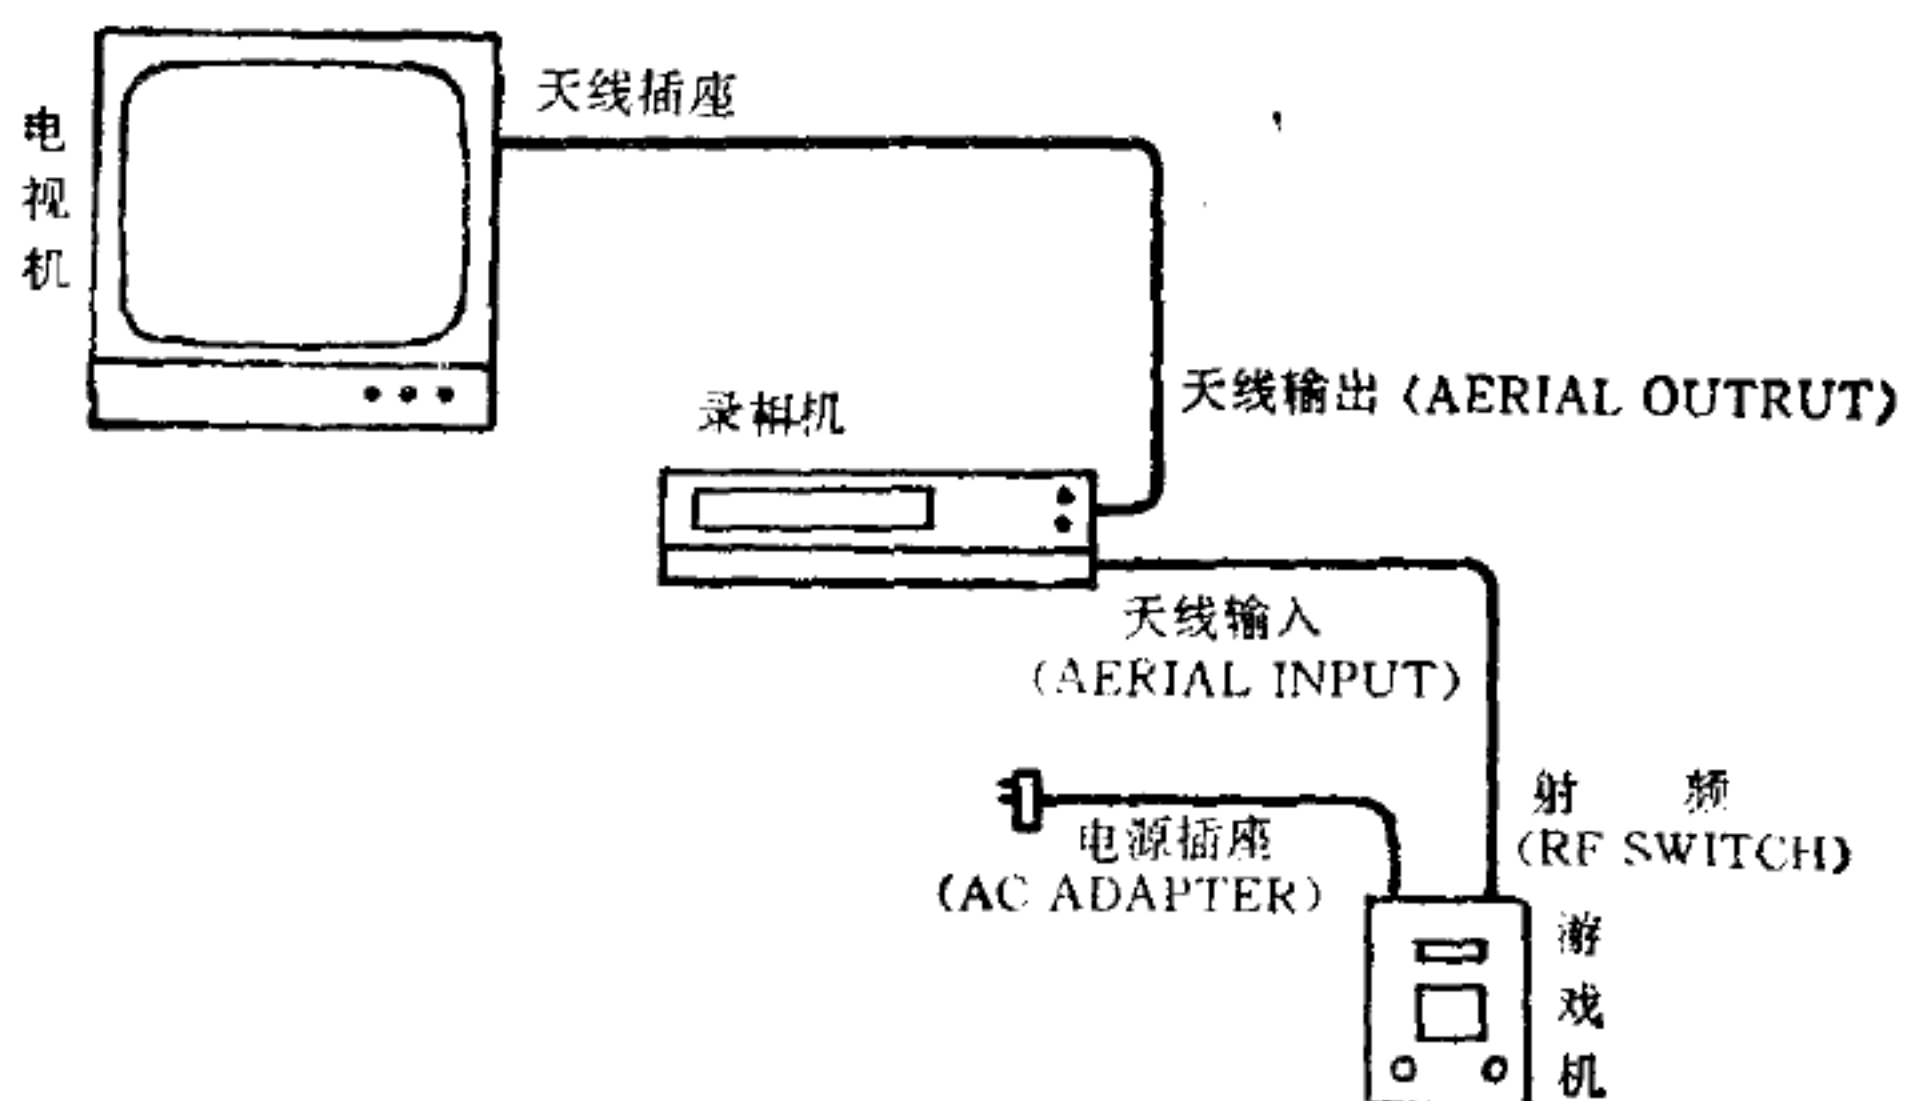 电视机
天线插座
天线输出 (AERIAL OUTRUT)
录相机
天线输入
(AERIAL INPUT)
射 频
(RF SWITCH)
电源插座
(AC ADAPTER)
游戏机